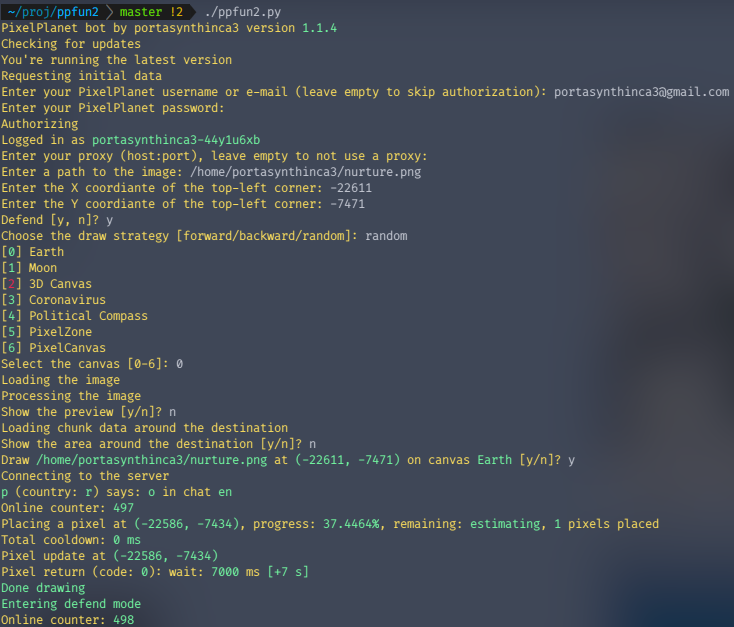 ~/proj/ppfun2 master !2 ./ppfun2.py
PixelPlanet bot by portasynthinca3 version 1.1.4
Checking for updates
You're running the latest version
Requesting initial data
Enter your PixelPlanet username or e-mail (leave empty to skip authorization): portasynthinca3@gmail.com
Enter your PixelPlanet password:
Authorizing
Logged in as portasynthinca3-44y1u6xb
Enter your proxy (host:port), leave empty to not use a proxy:
Enter a path to the image: /home/portasynthinca3/nurture.png
Enter the X coordiante of the top-left corner: -22611
Enter the Y coordiante of the top-left corner: -7471
Defend [y, n]? y
Choose the draw strategy [forward/backward/random]: random
[0] Earth
[1] Moon
[2] 3D Canvas
[3] Coronavirus
[4] Political Compass
[5] PixelZone
[6] PixelCanvas
Select the canvas [0-6]: 0
Loading the image
Processing the image
Show the preview [y/n]? n
Loading chunk data around the destination
Show the area around the destination [y/n]? n
Draw /home/portasynthinca3/nurture.png at (-22611, -7471) on canvas Earth [y/n]? y
Connecting to the server
p (country: r) says: o in chat en
Online counter: 497
Placing a pixel at (-22586, -7434), progress: 37.4464%, remaining: estimating, 1 pixels placed
Total cooldown: 0 ms
Pixel update at (-22586, -7434)
Pixel return (code: 0): wait: 7000 ms [+7 s]
Done drawing
Entering defend mode
Online counter: 498